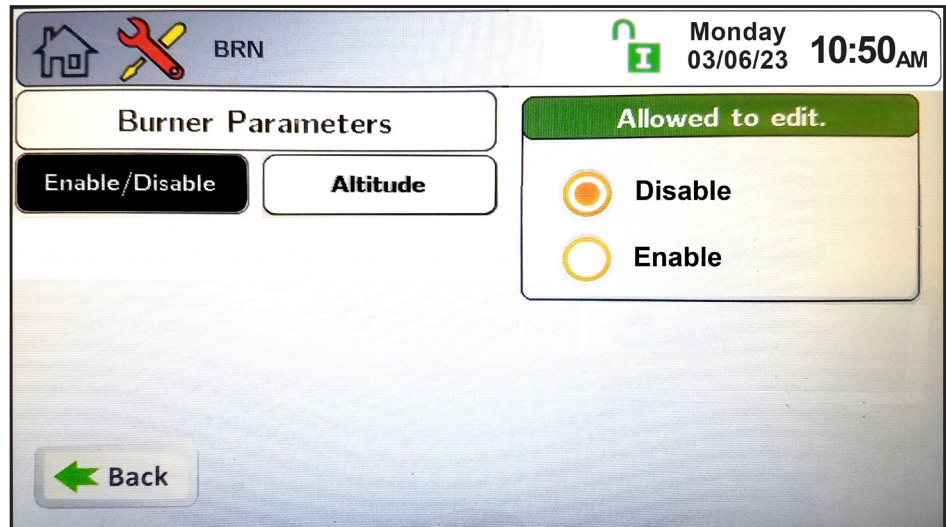 BRN
Monday
03/06/23
10:50AM
Burner Parameters
Enable/Disable
Altitude
Allowed to edit.
I
Disable
Enable
Back